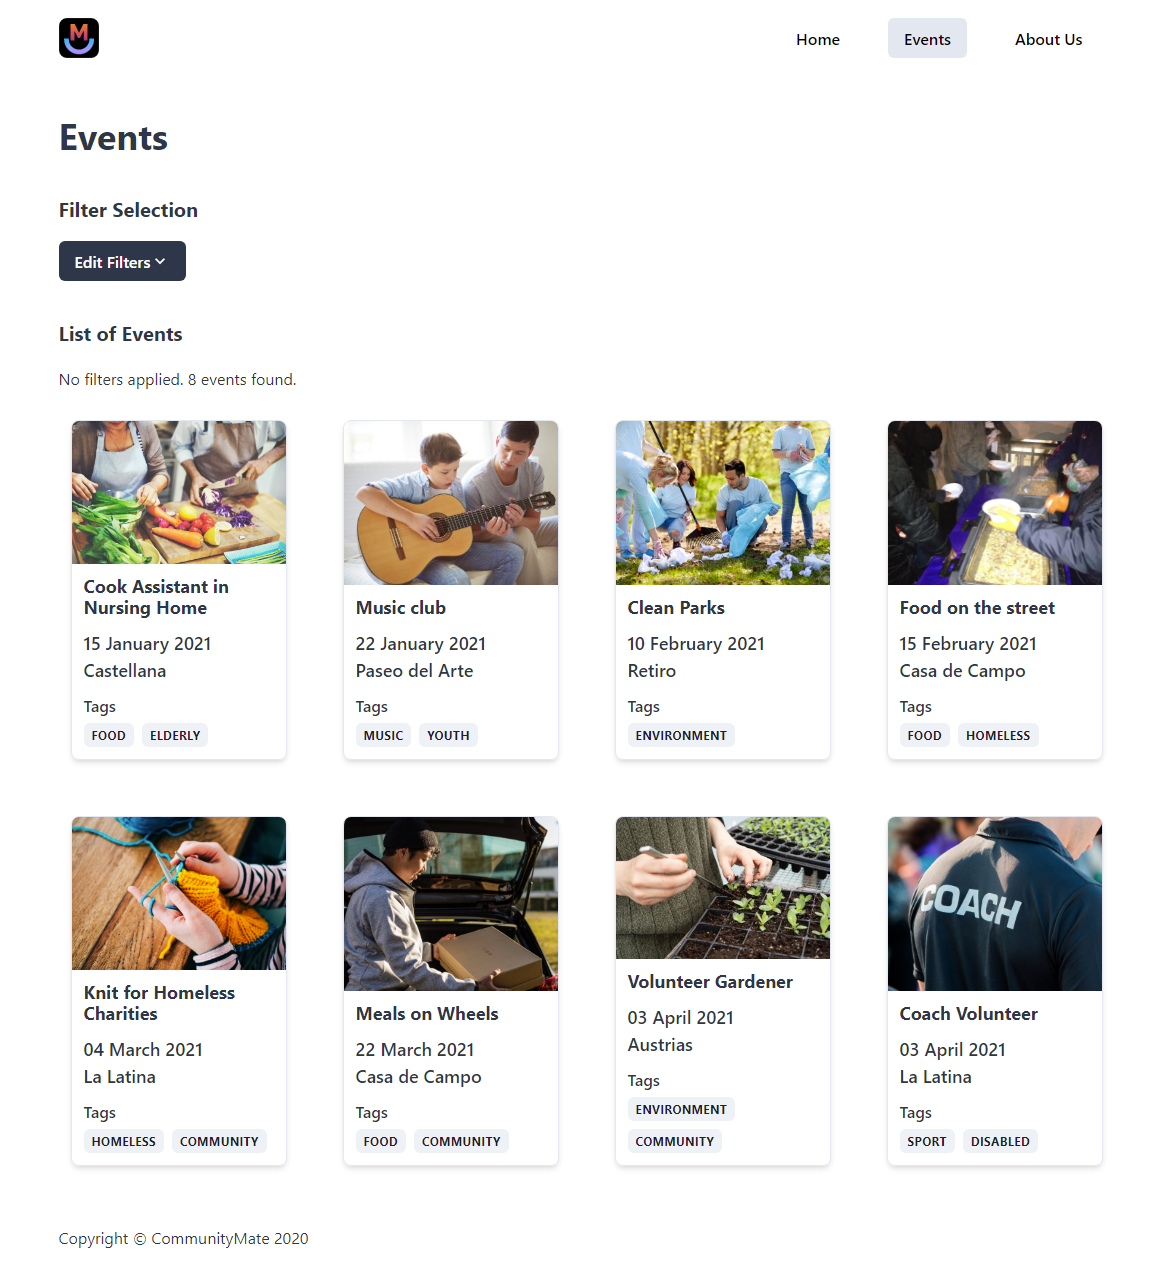 M
Home
Events
About Us
Events
Filter Selection
Edit Filters
List of Events
No filters applied. 8 events found.
Cook Assistant in
Nursing Home
15 January 2021
Castellana
Tags
FOOD ELDERLY
Music club
22 January 2021
Paseo del Arte
Tags
MUSIC YOUTH
Clean Parks
10 February 2021
Retiro
Tags
ENVIRONMENT
Food on the street
15 February 2021
Casa de Campo
Tags
FOOD HOMELESS
Knit for Homeless
Charities
04 March 2021
La Latina
Tags
HOMELESS COMMUNITY
Meals on Wheels
22 March 2021
Casa de Campo
Tags
FOOD COMMUNITY
Volunteer Gardener
03 April 2021
Austrias
Tags
ENVIRONMENT
COMMUNITY
COACH
Coach Volunteer
03 April 2021
La Latina
Tags
SPORT DISABLED
Copyright © CommunityMate 2020